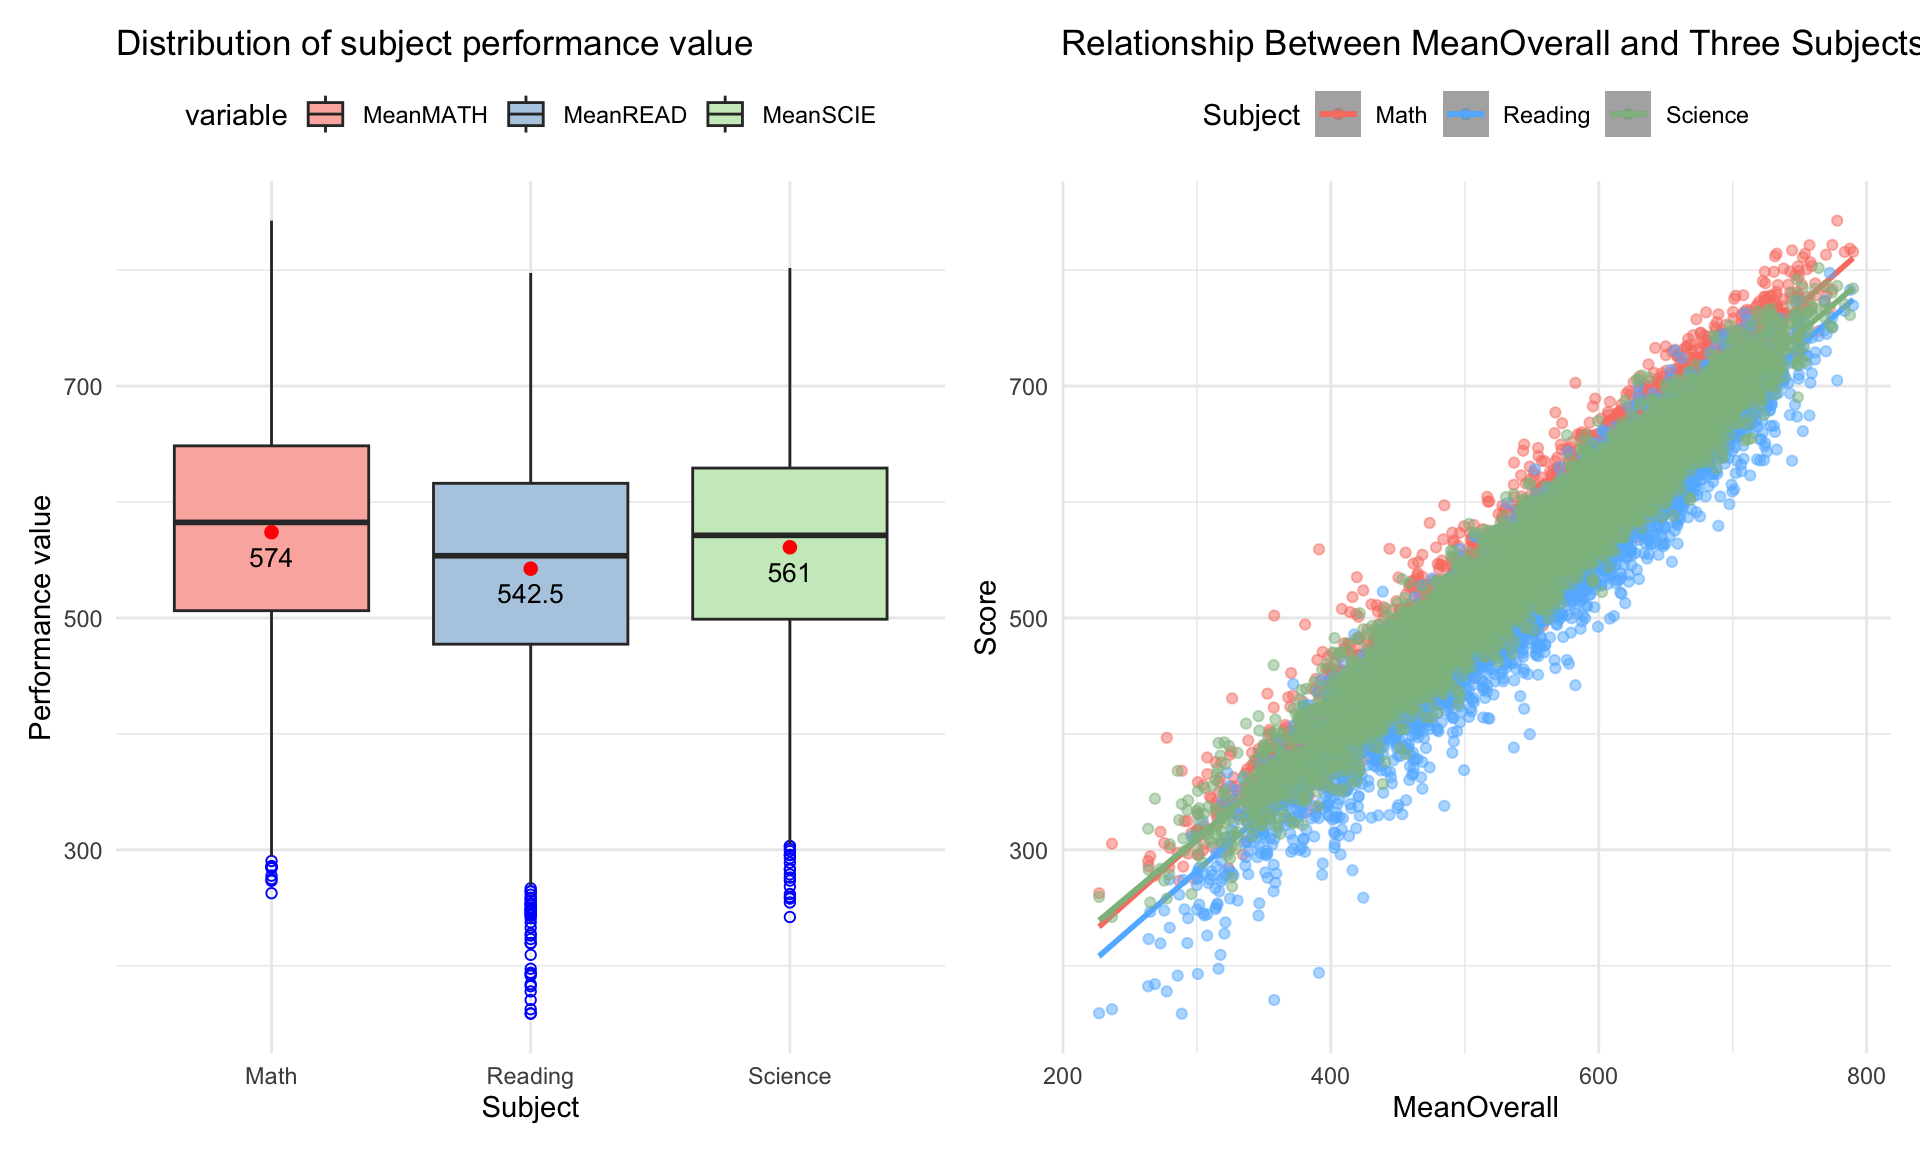 Distribution of subject performance value
variable MeanMATH MeanREAD MeanSCIE
Performance value
700
500
300
574
542.5
561
Math Reading Science
Subject
Relationship Between MeanOverall and Three Subjects
Subject Math Reading Science
Score
700
500
300
200 400 600 800
MeanOverall